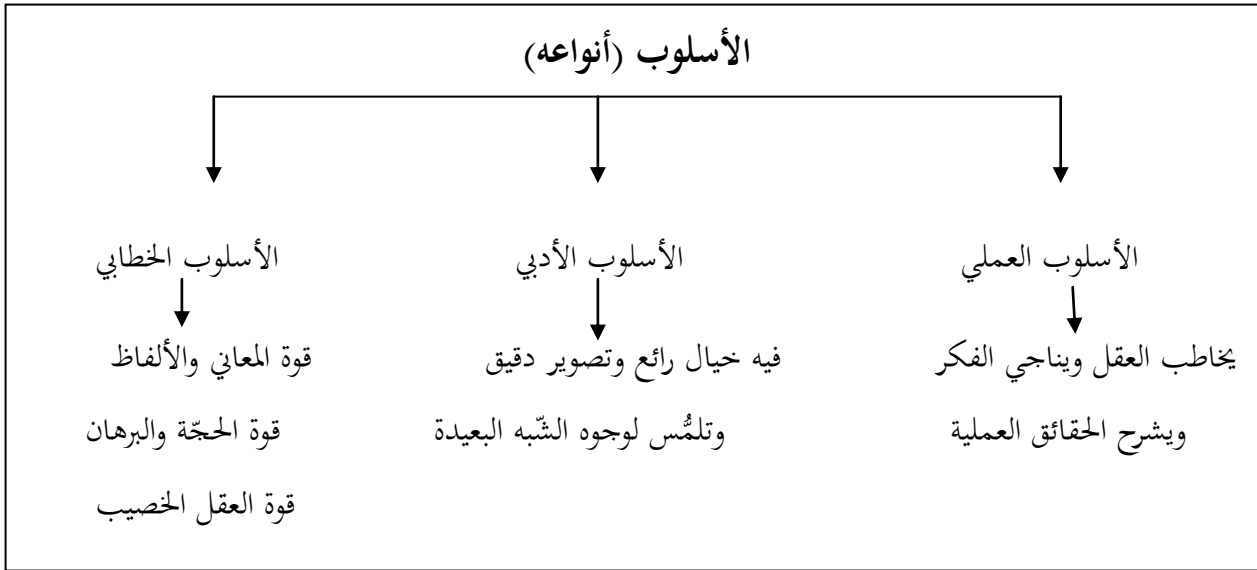 الأسلوب (أنواعه)
الأسلوب العملي
يخاطب العقل ويناجي الفكر
ويشرح الحقائق العملية
الأسلوب الأدبي
فيه خيال رائع وتصوير دقيق
وتلمُّس لوجوه الشّبه البعيدة
الأسلوب الخطابي
قوة المعاني والألفاظ
قوة الحجّة والبرهان
قوة العقل الخصيب